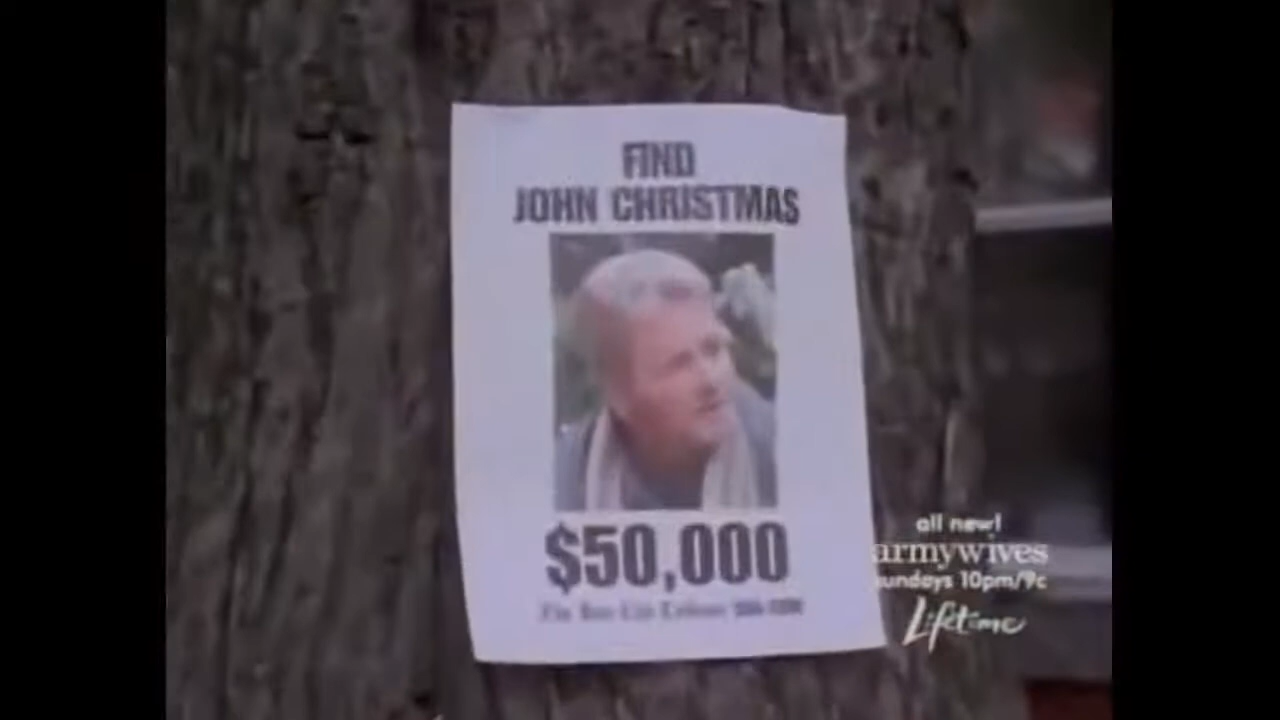 FIND
JOHN CHRISTMAS
$50,000
all new!
armywives
sundays 10pm/9c
Lifetime